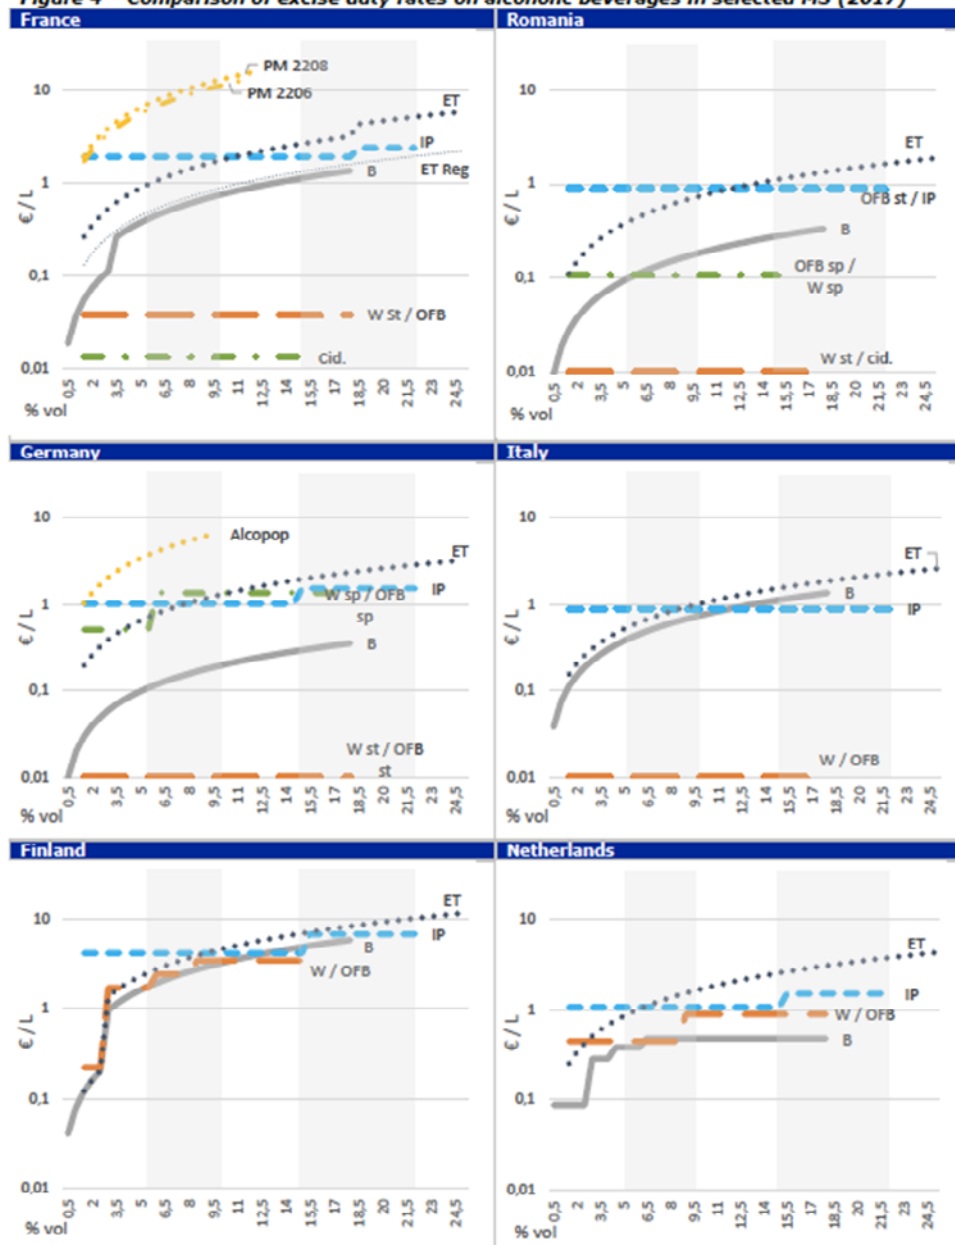 Figure 4 – Comparison of excise duty rates on alcoholic beverages in selected MS (2017)
France
PM 2208
PM 2206
ET
IP
B
ET Reg
W St / OFB
Cid.
€ / L
10
1
0,1
0,01
0,5 2 3,5 5 6,5 8 9,5 11 12,5 14 15,5 17 18,5 20 21,5 23 24,5
% vol
Romania
ET
OFB st / IP
B
OFB sp /
W sp
W st / cid.
€ / L
10
1
0,1
0,01
0,5 2 3,5 5 6,5 8 9,5 11 12,5 14 15,5 17 18,5 20 21,5 23 24,5
% vol
Germany
Alcopop
ET
IP
W sp / OFB
sp
B
W st / OFB
st
€ / L
10
1
0,1
0,01
0,5 2 3,5 5 6,5 8 9,5 11 12,5 14 15,5 17 18,5 20 21,5 23 24,5
% vol
Italy
ET
B
IP
W / OFB
€ / L
10
1
0,1
0,01
0,5 2 3,5 5 6,5 8 9,5 11 12,5 14 15,5 17 18,5 20 21,5 23 24,5
% vol
Finland
ET
IP
B
W / OFB
€ / L
10
1
0,1
0,01
0,5 2 3,5 5 6,5 8 9,5 11 12,5 14 15,5 17 18,5 20 21,5 23 24,5
% vol
Netherlands
ET
IP
W / OFB
B
€ / L
10
1
0,1
0,01
0,5 2 3,5 5 6,5 8 9,5 11 12,5 14 15,5 17 18,5 20 21,5 23 24,5
% vol